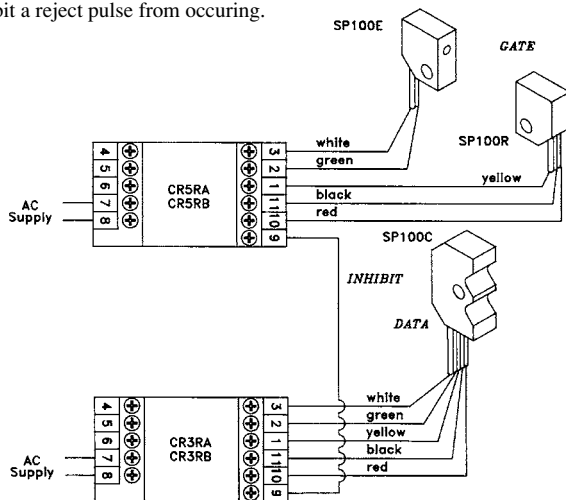 bit a reject pulse from occuring.
SP100E
GATE
SP100R
4
5
6
7
8
CR5RA
CR5RB
3
2
1
11
10
9
white
green
yellow
black
red
AC
Supply
SP100C
INHIBIT
DATA
4
5
6
7
8
CR3RA
CR3RB
3
2
1
11
10
9
white
green
yellow
black
red
AC
Supply